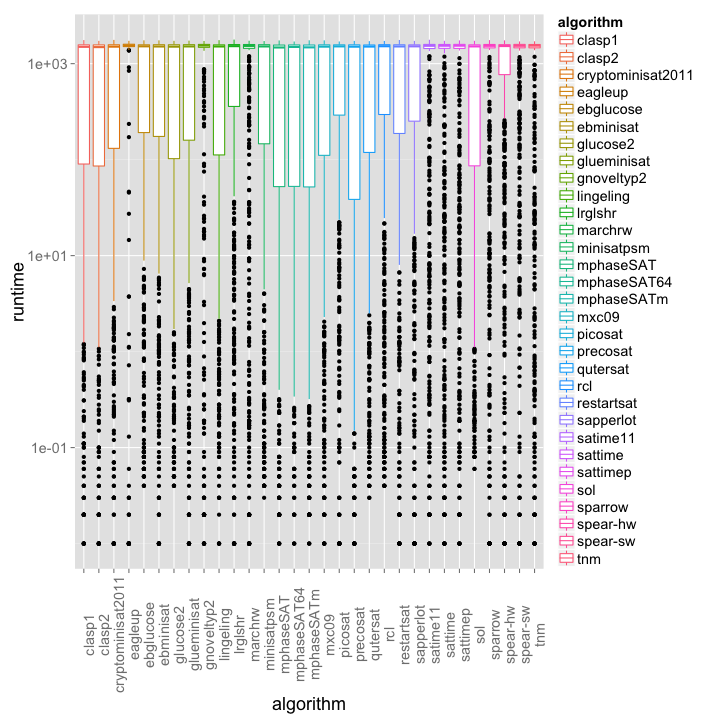 algorithm
clasp1
clasp2
cryptominisat2011
eagleup
ebglucose
ebminisat
glucose2
glueminisat
gnoveltyp2
lingeling
lrglshr
marchrw
minisatpsm
mphaseSAT
mphaseSAT64
mphaseSATm
mxc09
picosat
precosat
qutersat
rcl
restartsat
sapperlot
satime11
sattime
sattimep
sol
sparrow
spear-hw
spear-sw
tnm
1e+03
1e+01
1e-01
runtime
clasp1
clasp2
cryptominisat2011
eagleup
ebglucose
ebminisat
glucose2
glueminisat
gnoveltyp2
lingeling
lrglshr
marchrw
minisatpsm
mphaseSAT
mphaseSAT64
mphaseSATm
mxc09
picosat
precosat
qutersat
rcl
restartsat
sapperlot
satime11
sattime
sattimep
sol
sparrow
spear-hw
spear-sw
tnm
algorithm